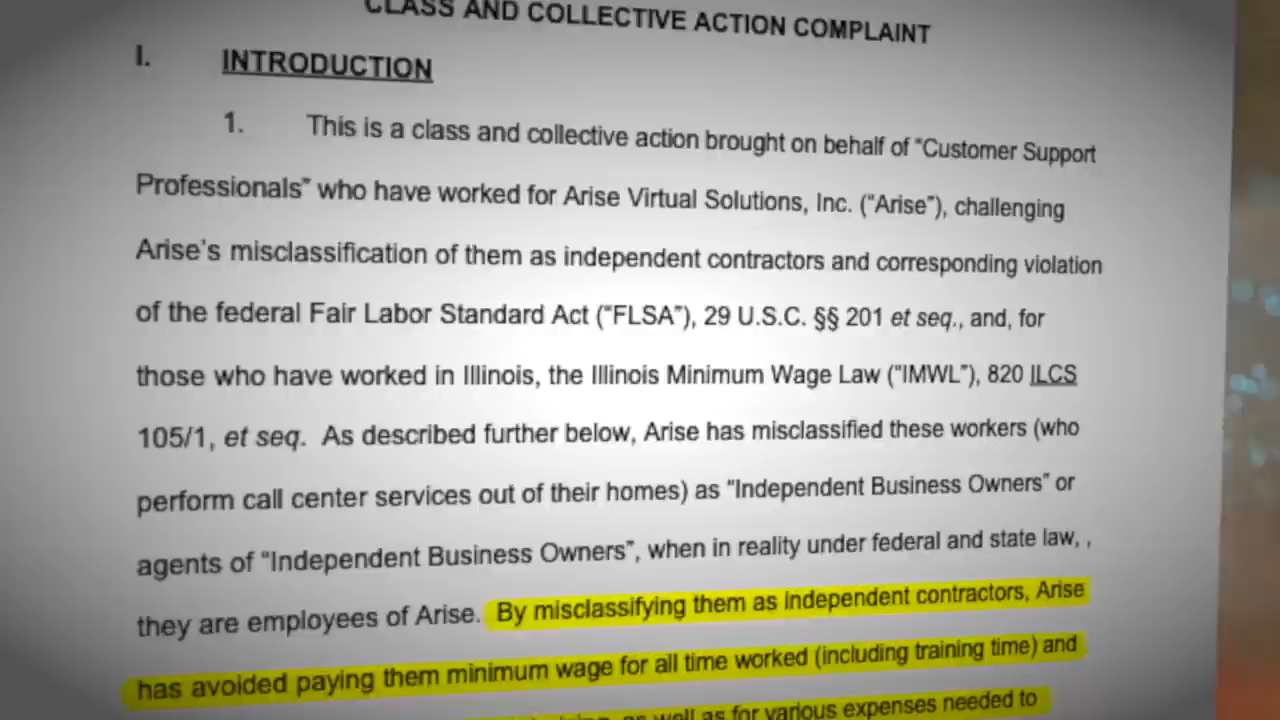 CLASS AND COLLECTIVE ACTION COMPLAINT
I. INTRODUCTION
1. This is a class and collective action brought on behalf of “Customer Support
Professionals” who have worked for Arise Virtual Solutions, Inc. (“Arise”), challenging
Arise’s misclassification of them as independent contractors and corresponding violation
of the federal Fair Labor Standard Act (“FLSA”), 29 U.S.C. §§ 201 et seq., and, for
those who have worked in Illinois, the Illinois Minimum Wage Law (“IMWL”), 820 ILCS
105/1, et seq. As described further below, Arise has misclassified these workers (who
perform call center services out of their homes) as “Independent Business Owners” or
agents of “Independent Business Owners”, when in reality under federal and state law, ,
they are employees of Arise. By misclassifying them as independent contractors, Arise
has avoided paying them minimum wage for all time worked (including training time) and
as well as for various expenses needed to